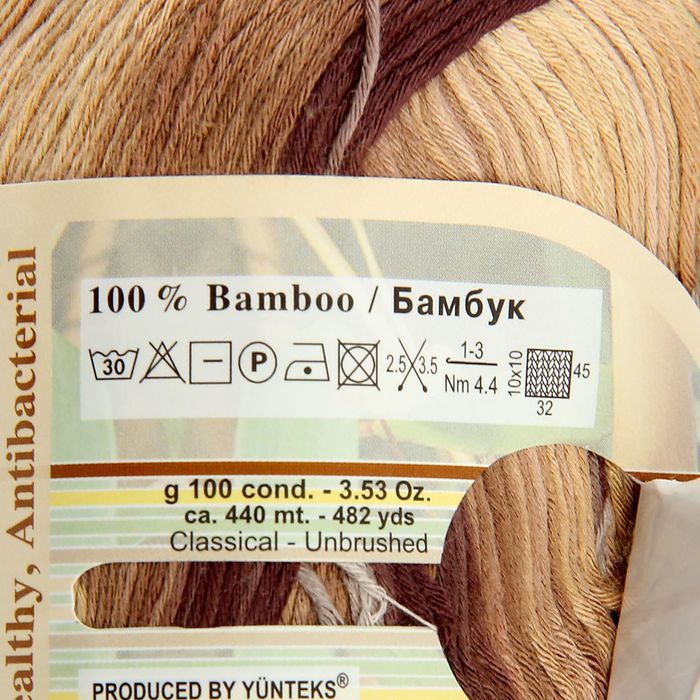 100 % Bamboo / Бамбук
30 P 2.5 3.5 1-3 Nm 4.4 10x10 45 32
g 100 cond. - 3.53 Oz.
ca. 440 mt. - 482 yds
Classical - Unbrushed
PRODUCED BY YÜNTEKS®
Antibacterial